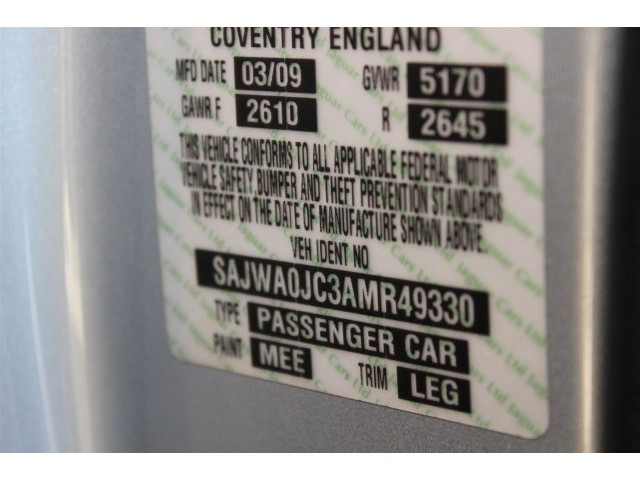 COVENTRY ENGLAND
MFD DATE 03/09 GVWR 5170
GAWR F 2610 R 2645
THIS VEHICLE CONFORMS TO ALL APPLICABLE FEDERAL MOTOR
VEHICLE SAFETY,BUMPER AND THEFT PREVENTION STANDARDS
IN EFFECT ON THE DATE OF MANUFACTURE SHOWN ABOVE.
VEH IDENT NO
SAJWA0JC3AMR49330
TYPE PASSENGER CAR
PAINT MEE TRIM LEG